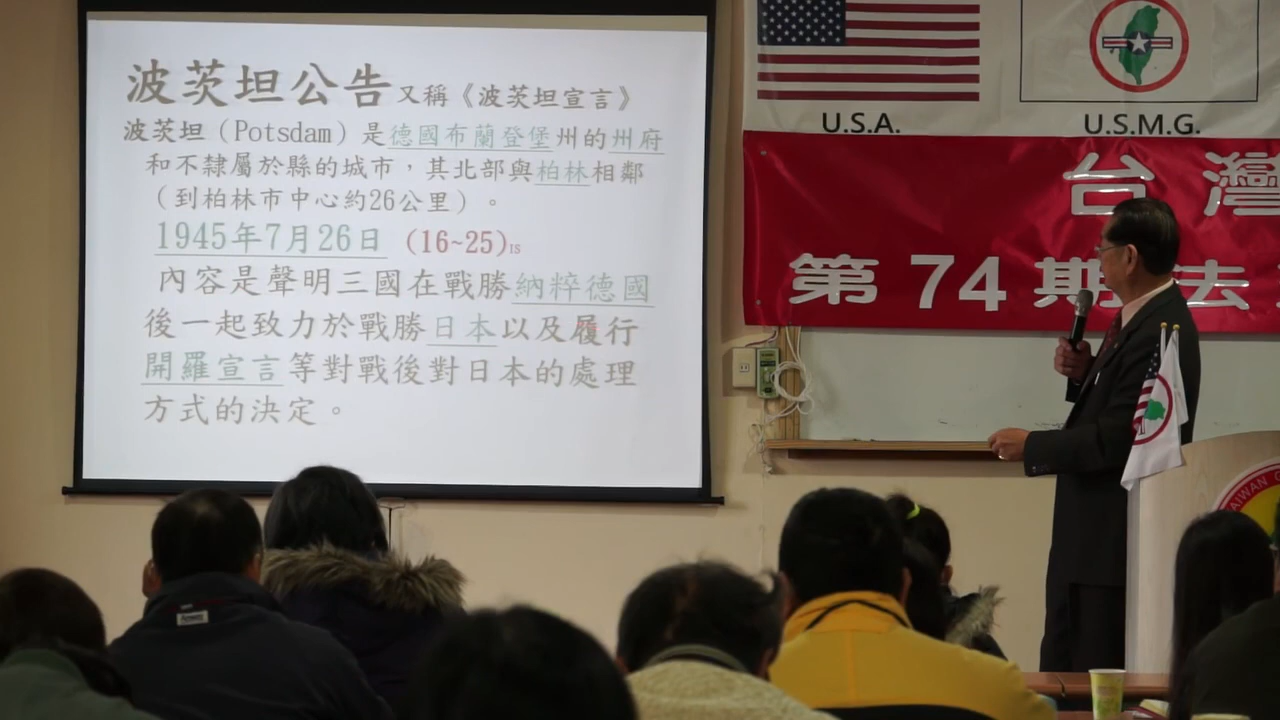 波茨坦公告又稱《波茨坦宣言》
波茨坦（Potsdam）是德國布蘭登堡州的州府
和不隸屬於縣的城市，其北部與柏林相鄰
（到柏林市中心約26公里）。
1945年7月26日 (16~25)IS
內容是聲明三國在戰勝納粹德國
後一起致力於戰勝日本以及履行
開羅宣言等對戰後對日本的處理
方式的決定。
U.S.A.
U.S.M.G.
台灣
第74期法
TAIWAN